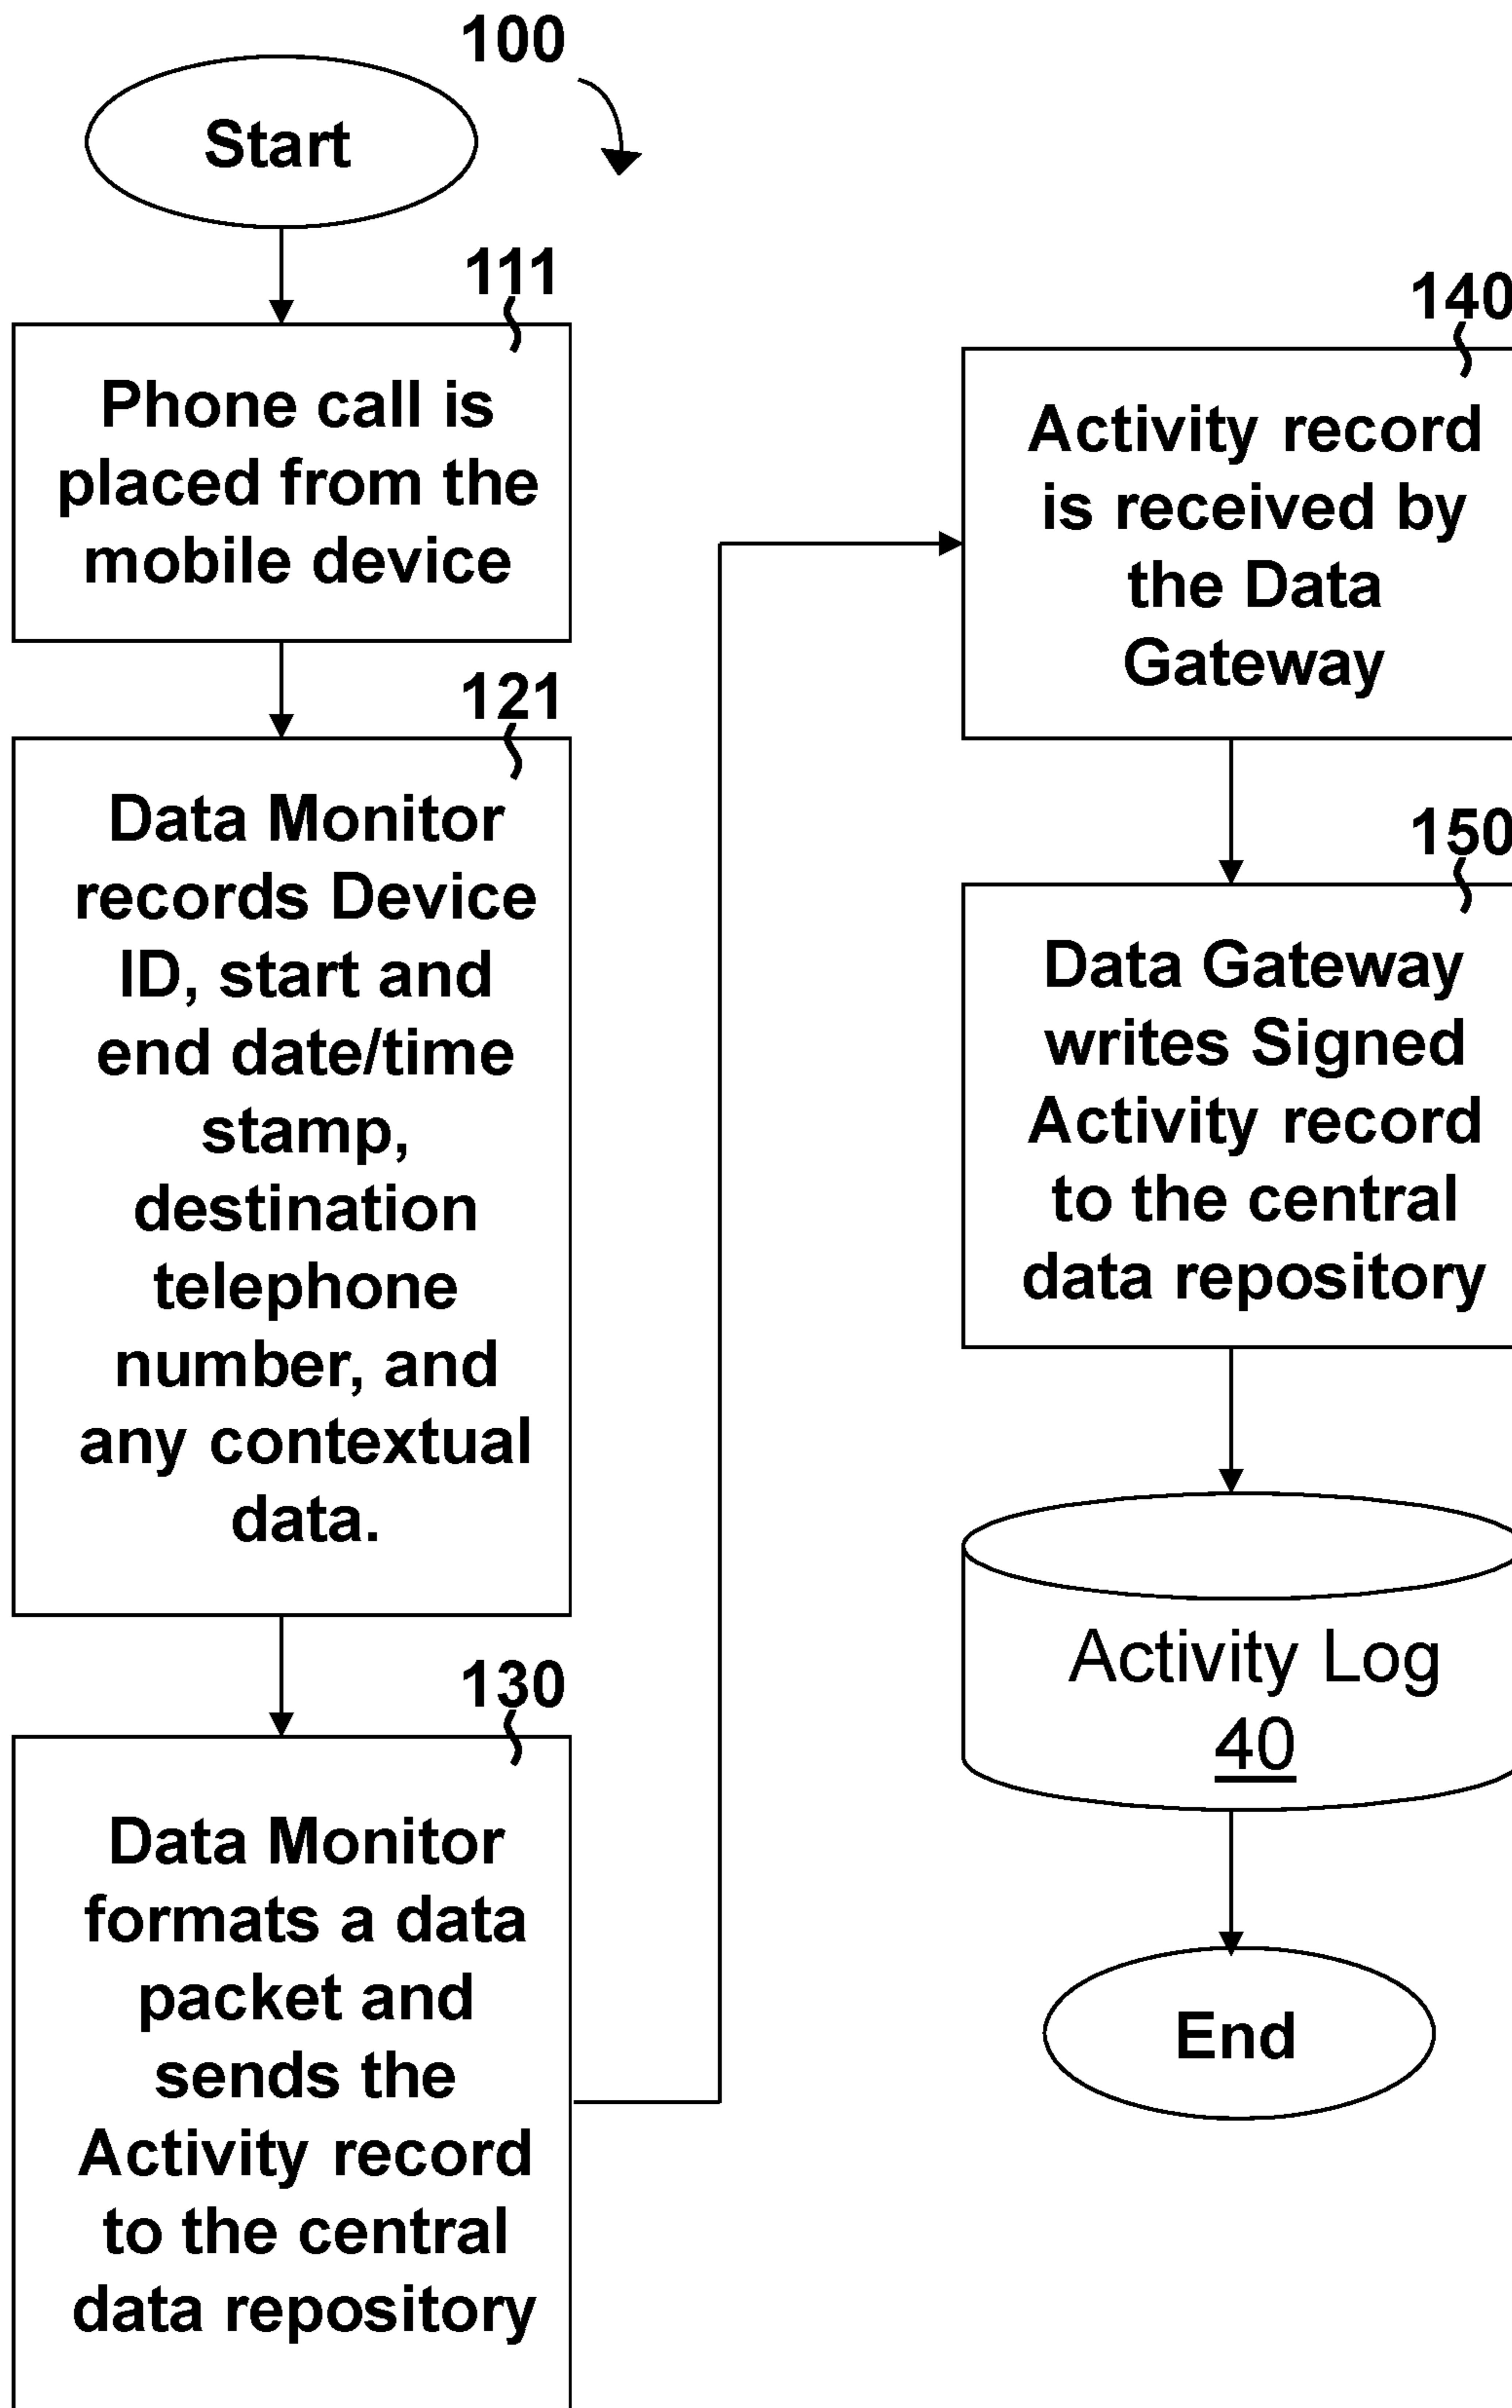 100
Start
111
Phone call is
placed from the
mobile device
121
Data Monitor
records Device
ID, start and
end date/time
stamp,
destination
telephone
number, and
any contextual
data.
130
Data Monitor
formats a data
packet and
sends the
Activity record
to the central
data repository
140
Activity record
is received by
the Data
Gateway
150
Data Gateway
writes Signed
Activity record
to the central
data repository
Activity Log
40
End